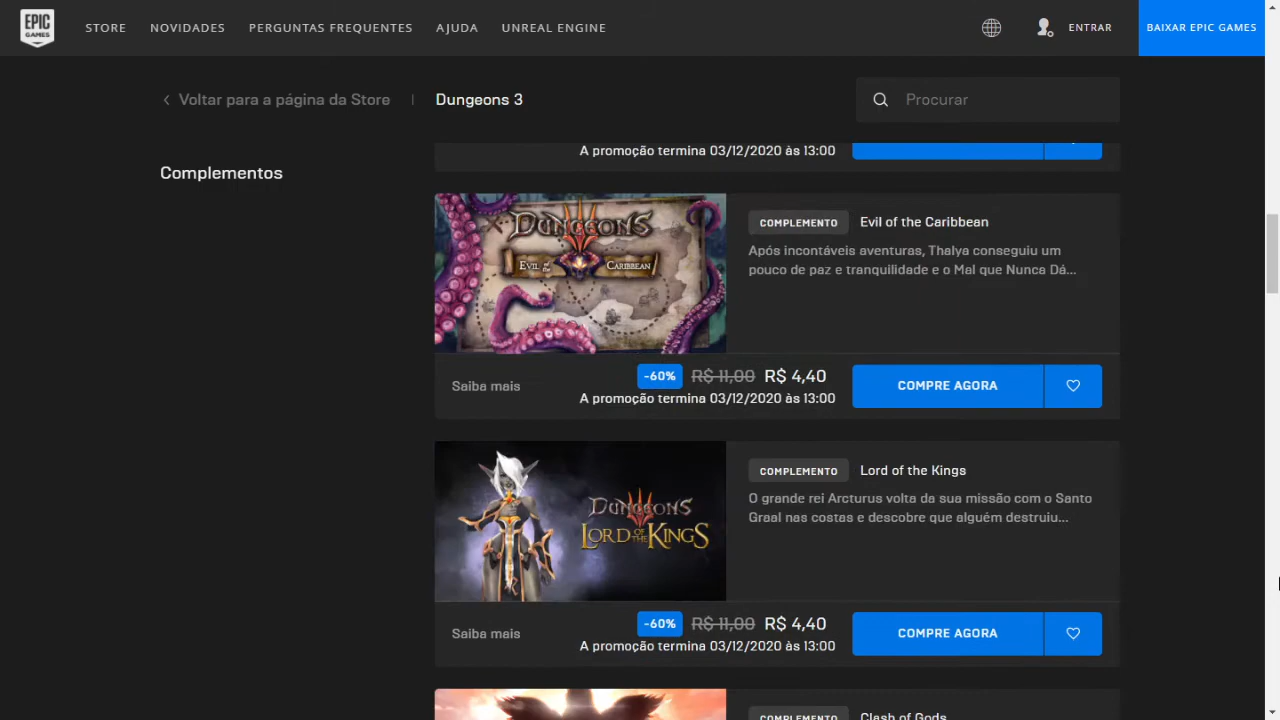 EPIC
GAMES
STORE
NOVIDADES
PERGUNTAS FREQUENTES
AJUDA
UNREAL ENGINE
ENTRAR
BAIXAR EPIC GAMES
Voltar para a página da Store
Dungeons 3
Procurar
Complementos
A promoção termina 03/12/2020 às 13:00
DUNGEONS
EVIL OF THE CARIBBEAN
COMPLEMENTO
Evil of the Caribbean
Após incontáveis aventuras, Thalya conseguiu um
pouco de paz e tranquilidade e o Mal que Nunca Dá...
Saiba mais
-60%
R$ 11,00
R$ 4,40
A promoção termina 03/12/2020 às 13:00
COMPRE AGORA
DUNGEONS
LORD OF THE KINGS
COMPLEMENTO
Lord of the Kings
O grande rei Arcturus volta da sua missão com o Santo
Graal nas costas e descobre que alguém destruiu...
Saiba mais
-60%
R$ 11,00
R$ 4,40
A promoção termina 03/12/2020 às 13:00
COMPRE AGORA
COMPLEMENTO
Clash of Gods